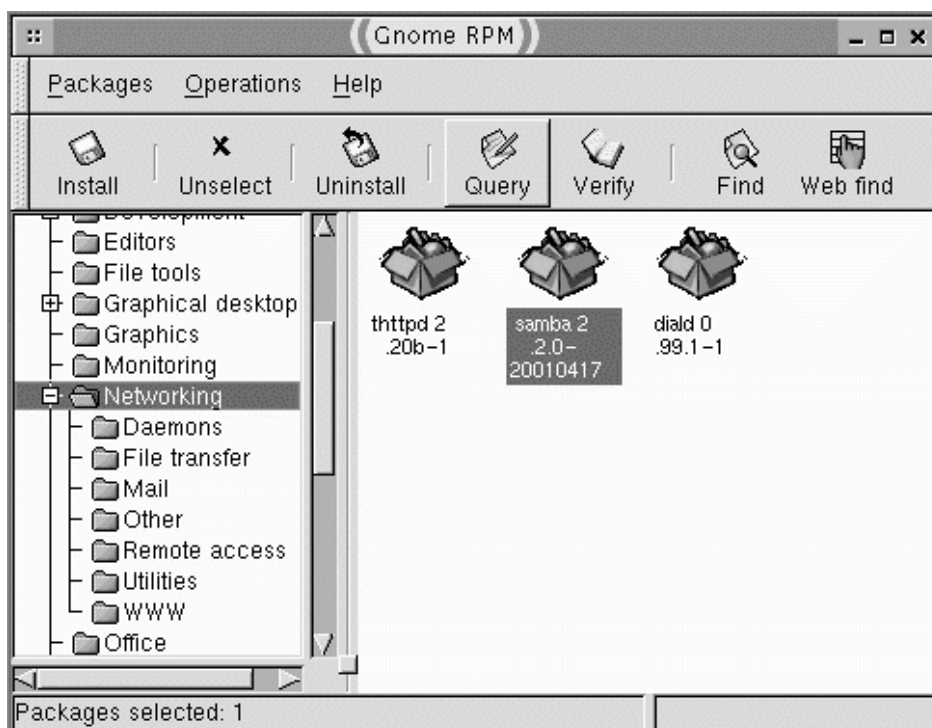 Gnome RPM
Packages Operations Help
Install Unselect Uninstall Query Verify Find Web find
Development
Editors
File tools
Graphical desktop
Graphics
Monitoring
Networking
Daemons
File transfer
Mail
Other
Remote access
Utilities
WWW
Office
thttpd 2
.20b-1
samba 2
.2.0-
20010417
diald 0
.99.1-1
Packages selected: 1